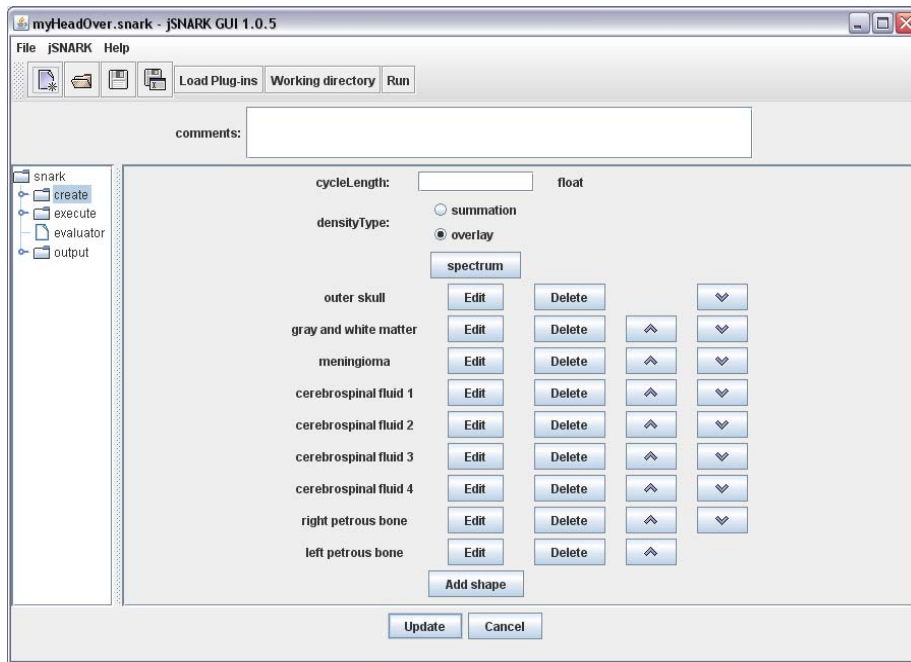 myHeadOver.snark - jSNARK GUI 1.0.5
File jSNARK Help
Load Plug-ins Working directory Run
comments:
snark
create
execute
evaluator
output
cycleLength: float
densityType: summation
overlay
spectrum
outer skull Edit Delete
gray and white matter Edit Delete
meningioma Edit Delete
cerebrospinal fluid 1 Edit Delete
cerebrospinal fluid 2 Edit Delete
cerebrospinal fluid 3 Edit Delete
cerebrospinal fluid 4 Edit Delete
right petrous bone Edit Delete
left petrous bone Edit Delete
Add shape
Update Cancel